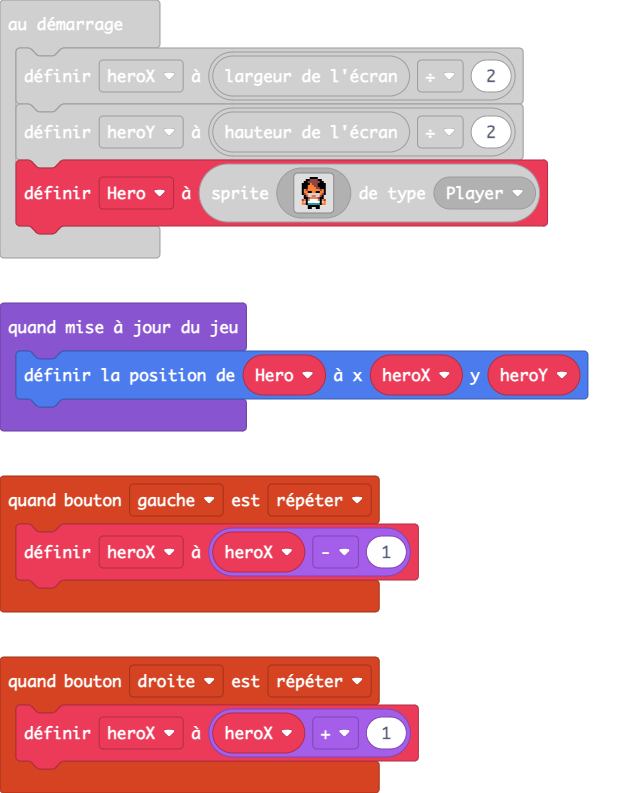 au démarrage
définir heroX à largeur de l'écran ÷ 2
définir heroY à hauteur de l'écran ÷ 2
définir Hero à sprite de type Player
quand mise à jour du jeu
définir la position de Hero à x heroX y heroY
quand bouton gauche est répéter
définir heroX à heroX - 1
quand bouton droite est répéter
définir heroX à heroX + 1